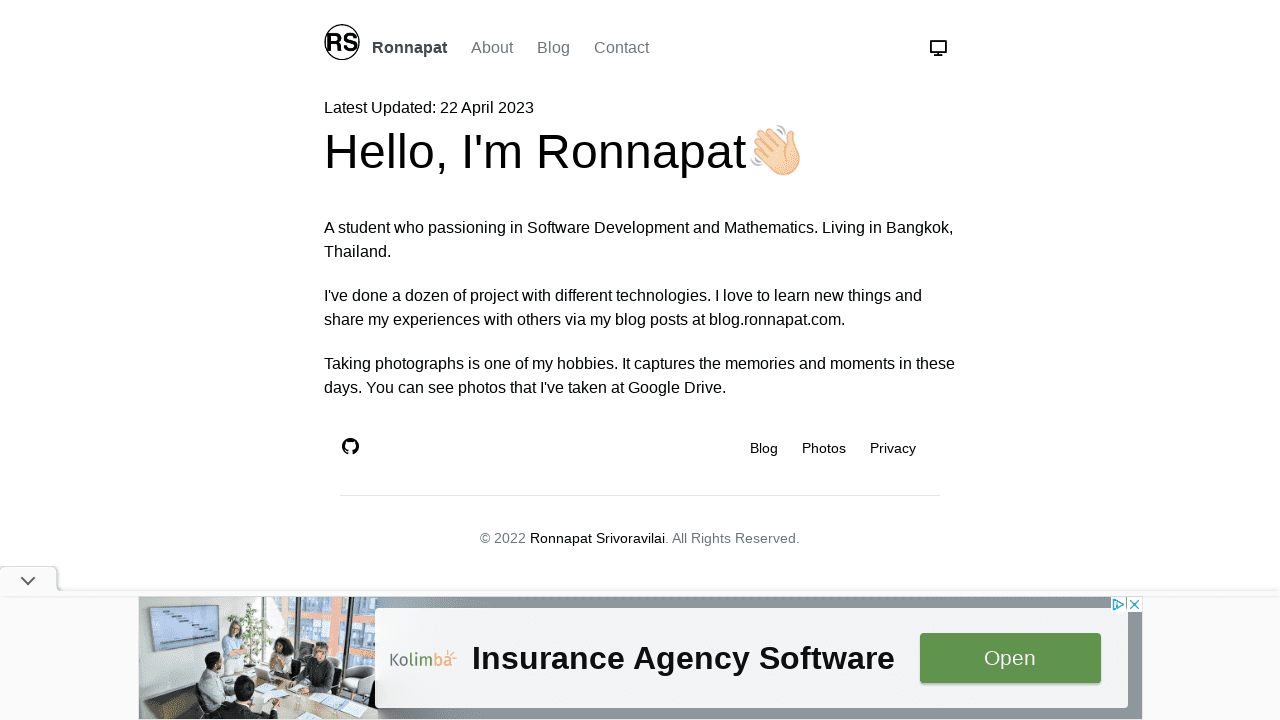 RS
Ronnapat About Blog Contact
Latest Updated: 22 April 2023
Hello, I'm Ronnapat👋🏻
A student who passioning in Software Development and Mathematics. Living in Bangkok,
Thailand.
I've done a dozen of project with different technologies. I love to learn new things and
share my experiences with others via my blog posts at blog.ronnapat.com.
Taking photographs is one of my hobbies. It captures the memories and moments in these
days. You can see photos that I've taken at Google Drive.
Blog Photos Privacy
© 2022 Ronnapat Srivoravilai. All Rights Reserved.
Kolimba Insurance Agency Software Open